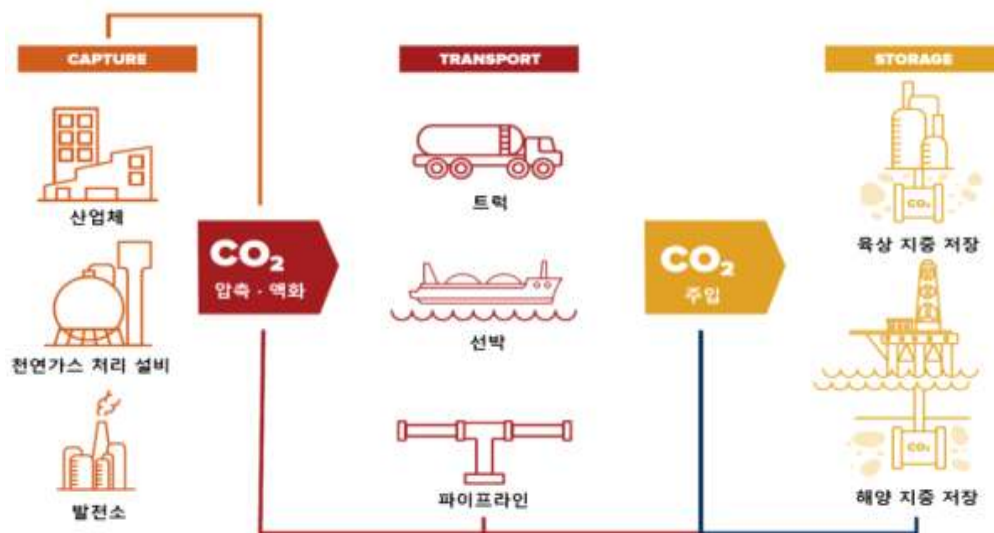 CAPTURE
산업체
천연가스 처리 설비
발전소
CO₂
압축 · 액화
TRANSPORT
트럭
선박
파이프라인
CO₂
주입
STORAGE
CO₂
육상 지중 저장
CO₂
해양 지중 저장